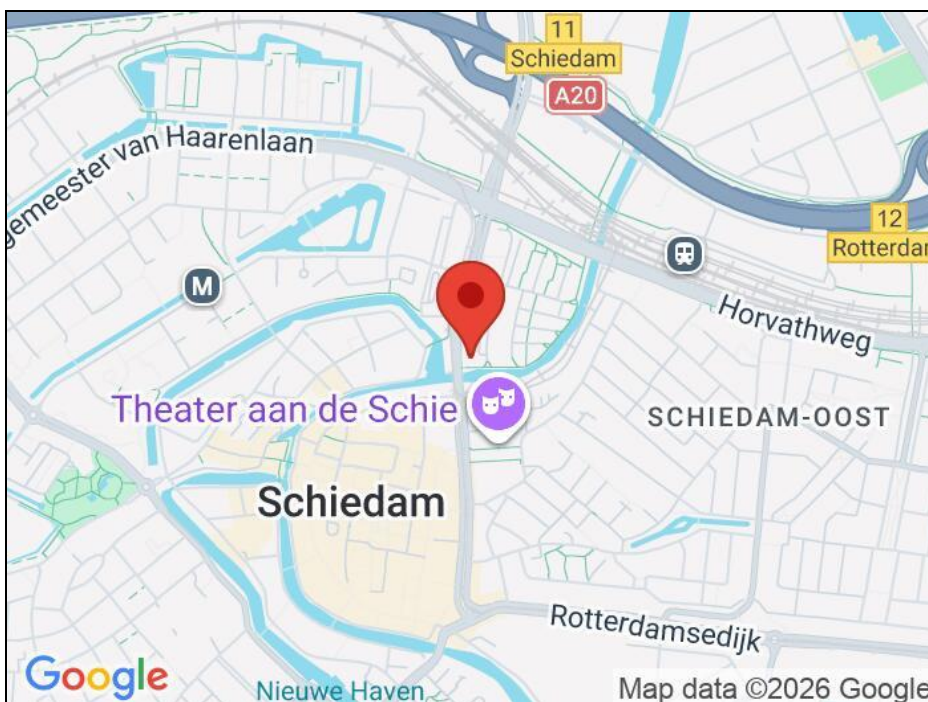 11
Schiedam
A20
gemeester van Haarenlaan
12
Rotterdam
M
Horvathweg
Theater aan de Schie
SCHIEDAM-OOST
Schiedam
Rotterdamsedijk
Google
Nieuwe Haven
Map data ©2026 Google